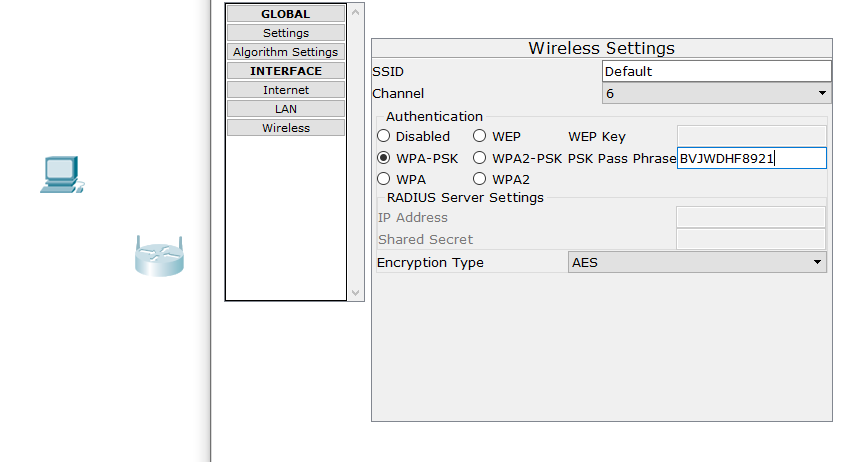 GLOBAL
Settings
Algorithm Settings
INTERFACE
Internet
LAN
Wireless
Wireless Settings
SSID Default
Channel 6
Authentication
Disabled WEP WEP Key
WPA-PSK WPA2-PSK PSK Pass Phrase BVJWDHF8921
WPA WPA2
RADIUS Server Settings
IP Address
Shared Secret
Encryption Type AES